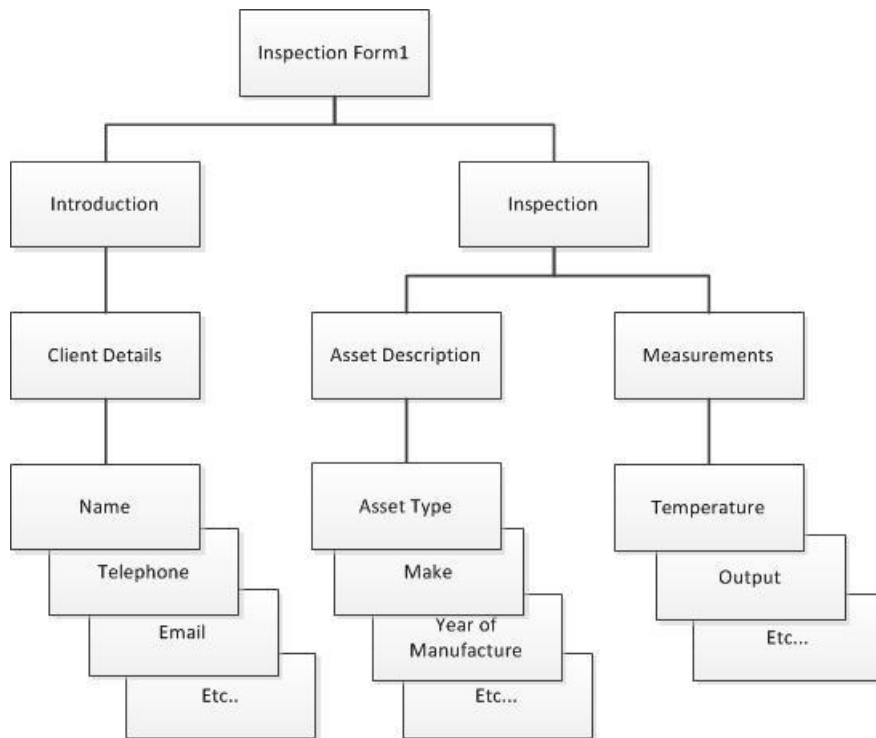 Inspection Form1
Introduction
Inspection
Client Details
Asset Description
Measurements
Name
Asset Type
Temperature
Telephone
Make
Output
Email
Year of
Manufacture
Etc...
Etc..
Etc...